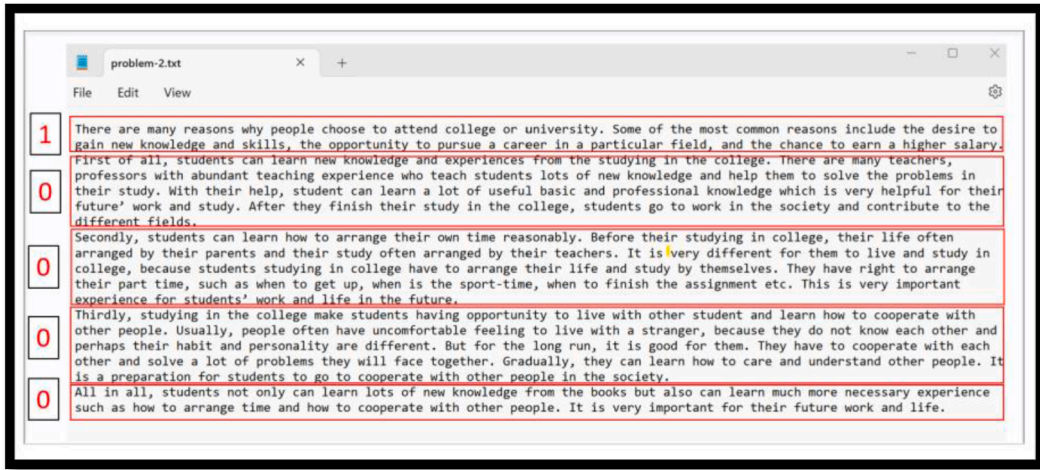 problem-2.txt
File Edit View
1
There are many reasons why people choose to attend college or university. Some of the most common reasons include the desire to
gain new knowledge and skills, the opportunity to pursue a career in a particular field, and the chance to earn a higher salary.
0
First of all, students can learn new knowledge and experiences from the studying in the college. There are many teachers,
professors with abundant teaching experience who teach students lots of new knowledge and help them to solve the problems in
their study. With their help, student can learn a lot of useful basic and professional knowledge which is very helpful for their
future’ work and study. After they finish their study in the college, students go to work in the society and contribute to the
different fields.
0
Secondly, students can learn how to arrange their own time reasonably. Before their studying in college, their life often
arranged by their parents and their study often arranged by their teachers. It is very different for them to live and study in
college, because students studying in college have to arrange their life and study by themselves. They have right to arrange
their part time, such as when to get up, when is the sport-time, when to finish the assignment etc. This is very important
experience for students’ work and life in the future.
0
Thirdly, studying in the college make students having opportunity to live with other student and learn how to cooperate with
other people. Usually, people often have uncomfortable feeling to live with a stranger, because they do not know each other and
perhaps their habit and personality are different. But for the long run, it is good for them. They have to cooperate with each
other and solve a lot of problems they will face together. Gradually, they can learn how to care and understand other people. It
is a preparation for students to go to cooperate with other people in the society.
0
All in all, students not only can learn lots of new knowledge from the books but also can learn much more necessary experience
such as how to arrange time and how to cooperate with other people. It is very important for their future work and life.